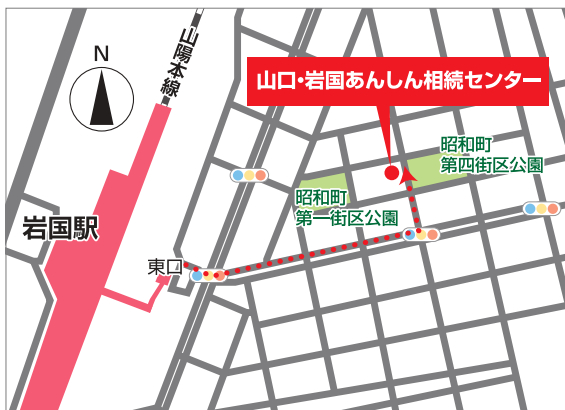 N
山陽本線
山口・岩国あんしん相続センター
昭和町
第四街区公園
昭和町
第一街区公園
岩国駅
東口